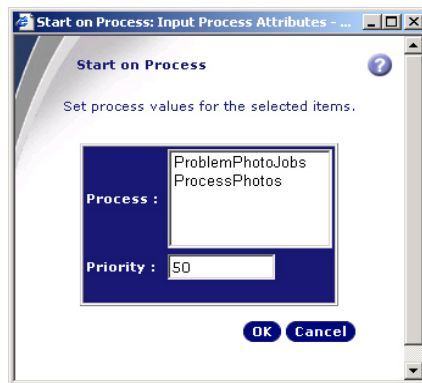 Start on Process: Input Process Attributes - ...
Start on Process
?
Set process values for the selected items.
Process :
ProblemPhotoJobs
ProcessPhotos
Priority :
50
OK
Cancel